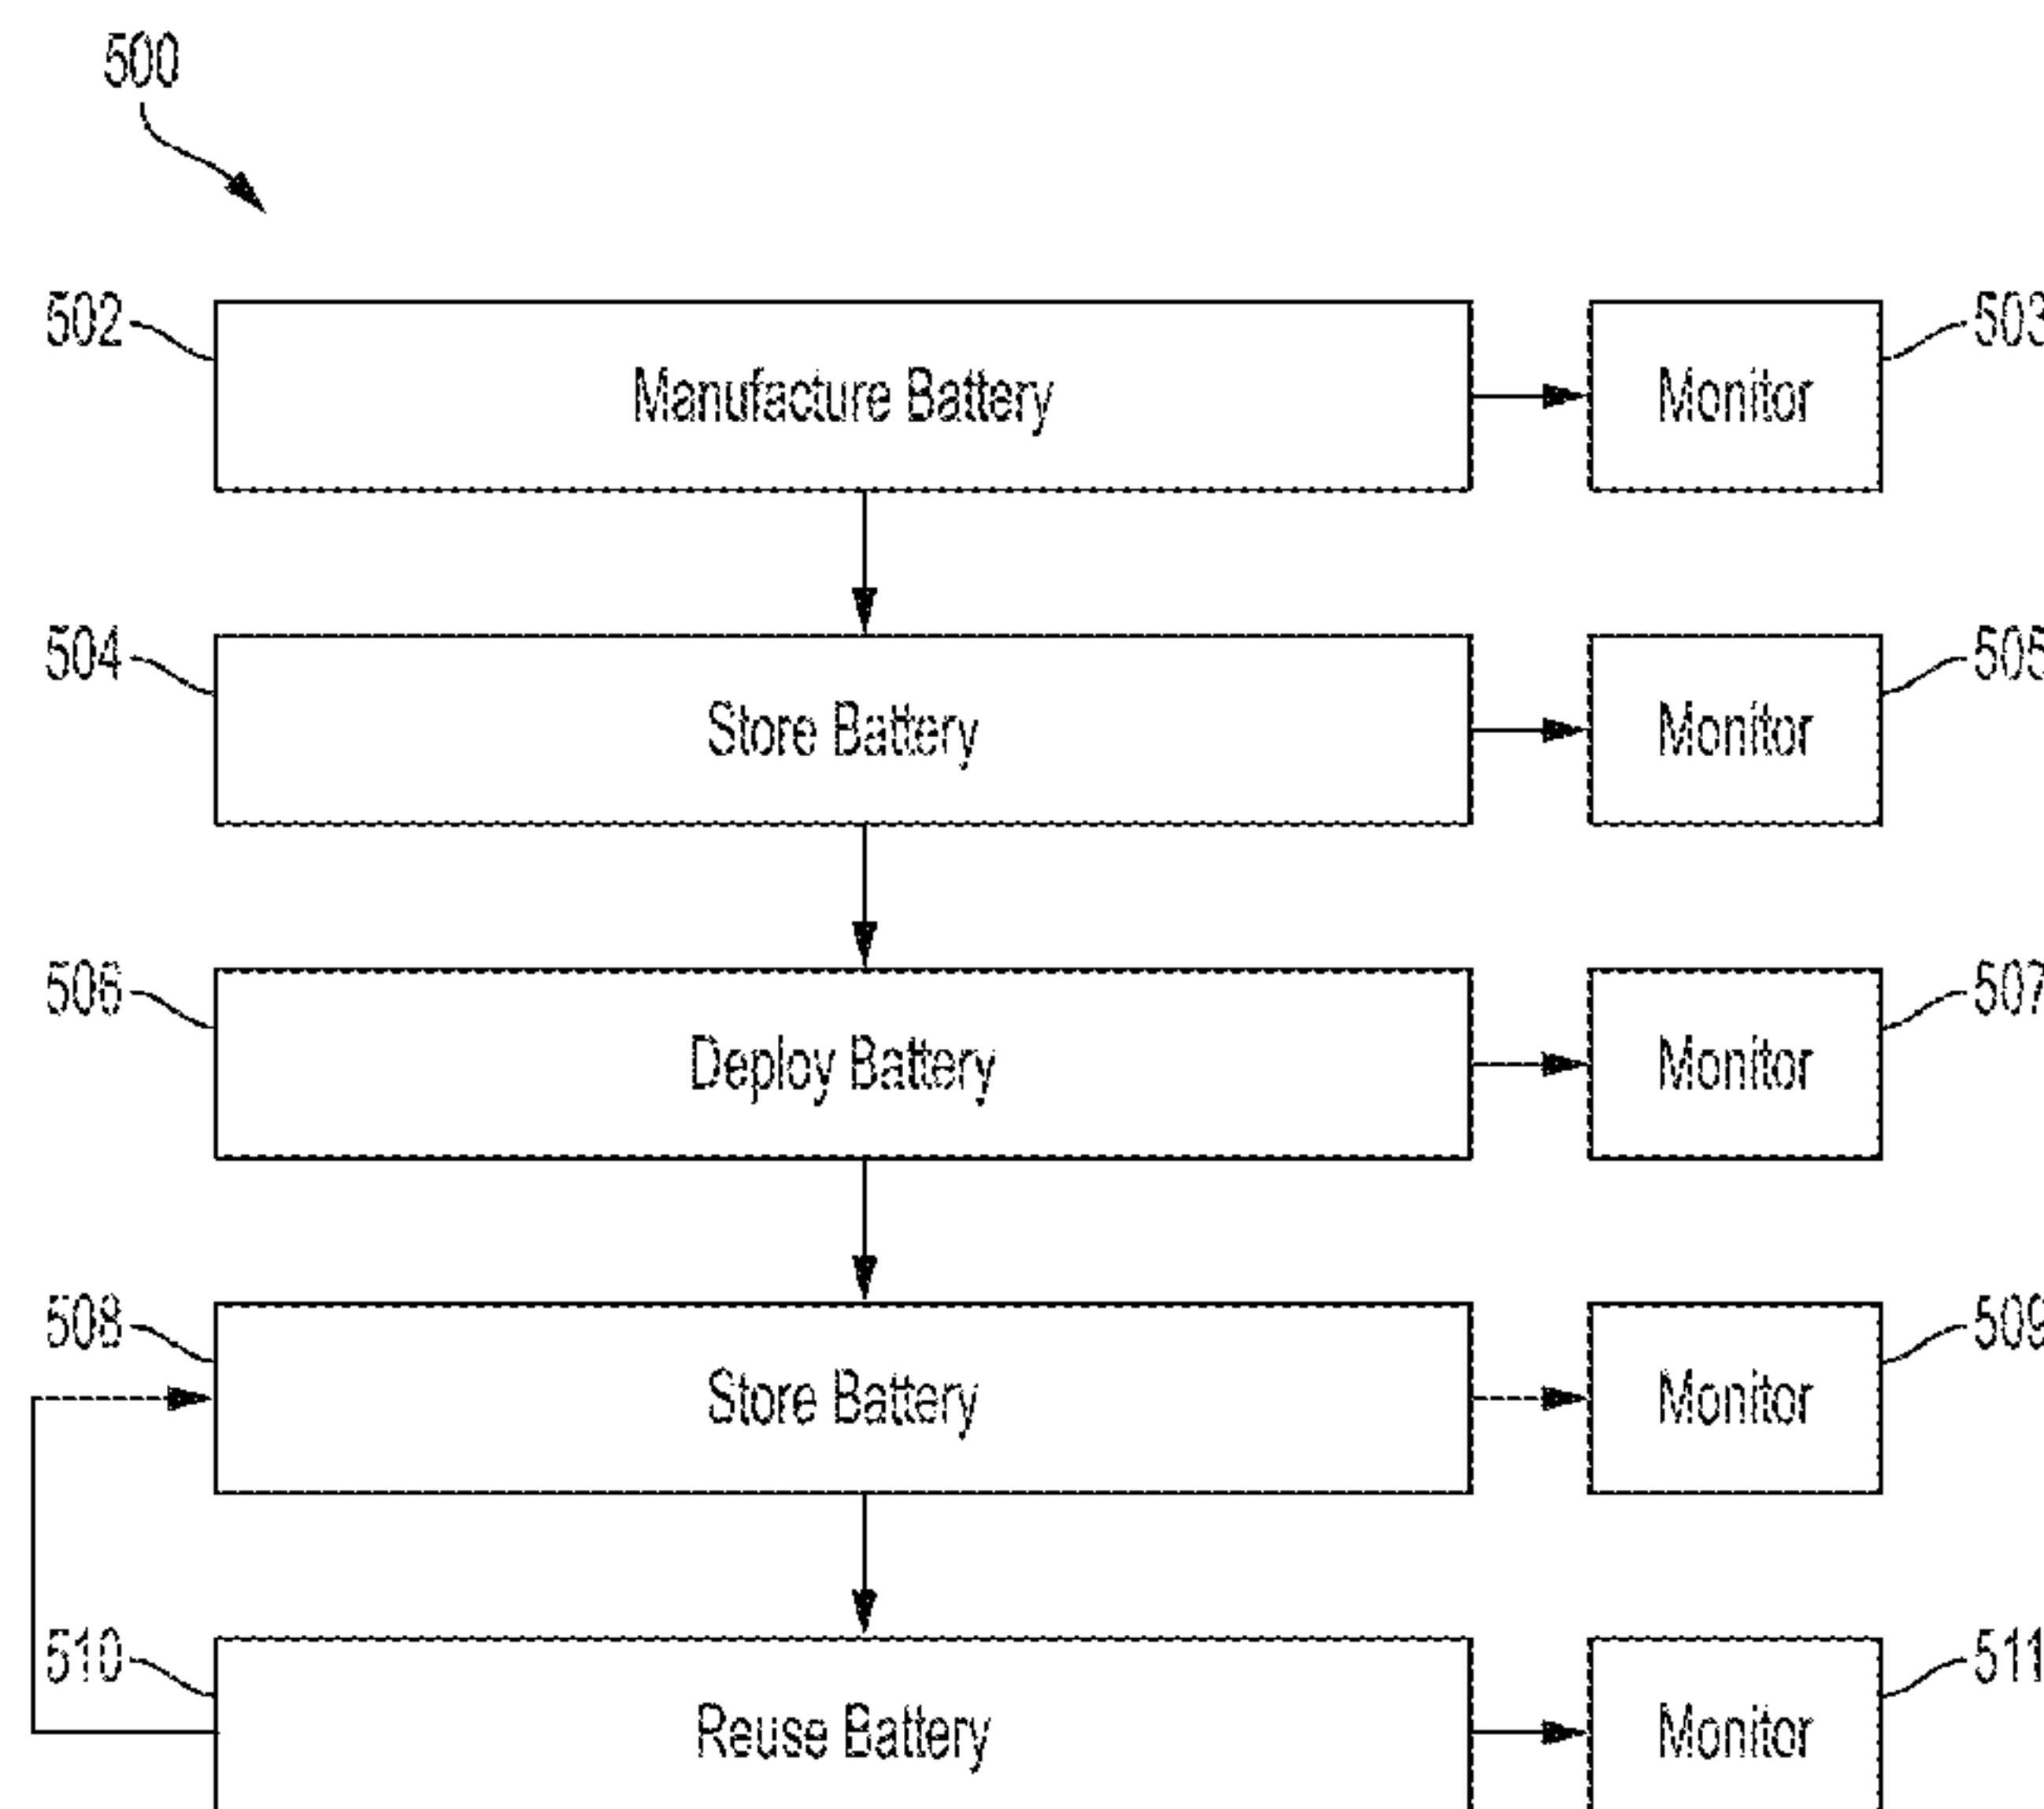 500
502
Manufacture Battery
Monitor
503
504
Store Battery
Monitor
505
506
Deploy Battery
Monitor
507
508
Store Battery
Monitor
509
510
Reuse Battery
Monitor
511